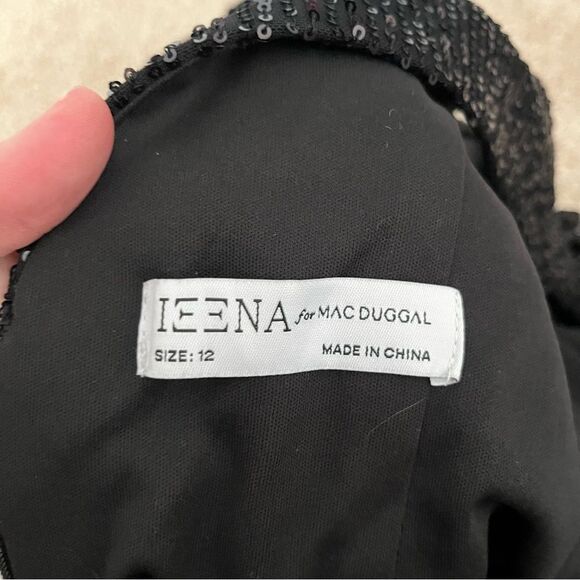 IEENA for MAC DUGGAL
SIZE: 12 MADE IN CHINA